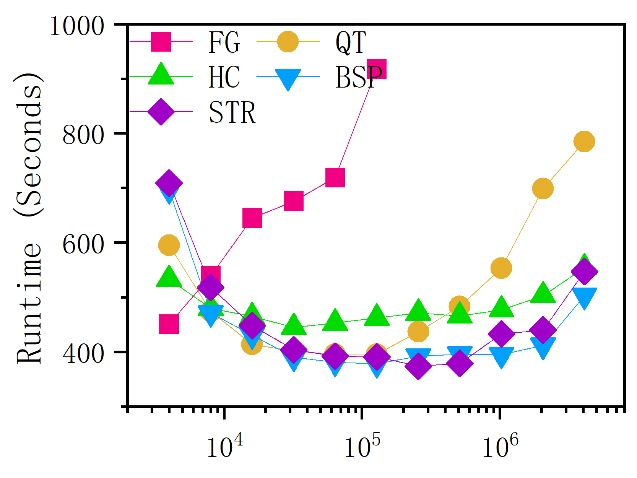 1000
800
600
400
Runtime (Seconds)
FG QT
HC BSP
STR
10^4 10^5 10^6